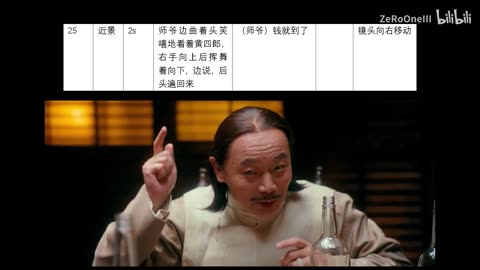 ZeRoOneIII bilibili
25 近景 2s 师爷边曲着头笑 （师爷）钱就到了 镜头向右移动
嘻地看着黄四郎，
右手向上后挥舞
着向下，边说，后
头遍回来